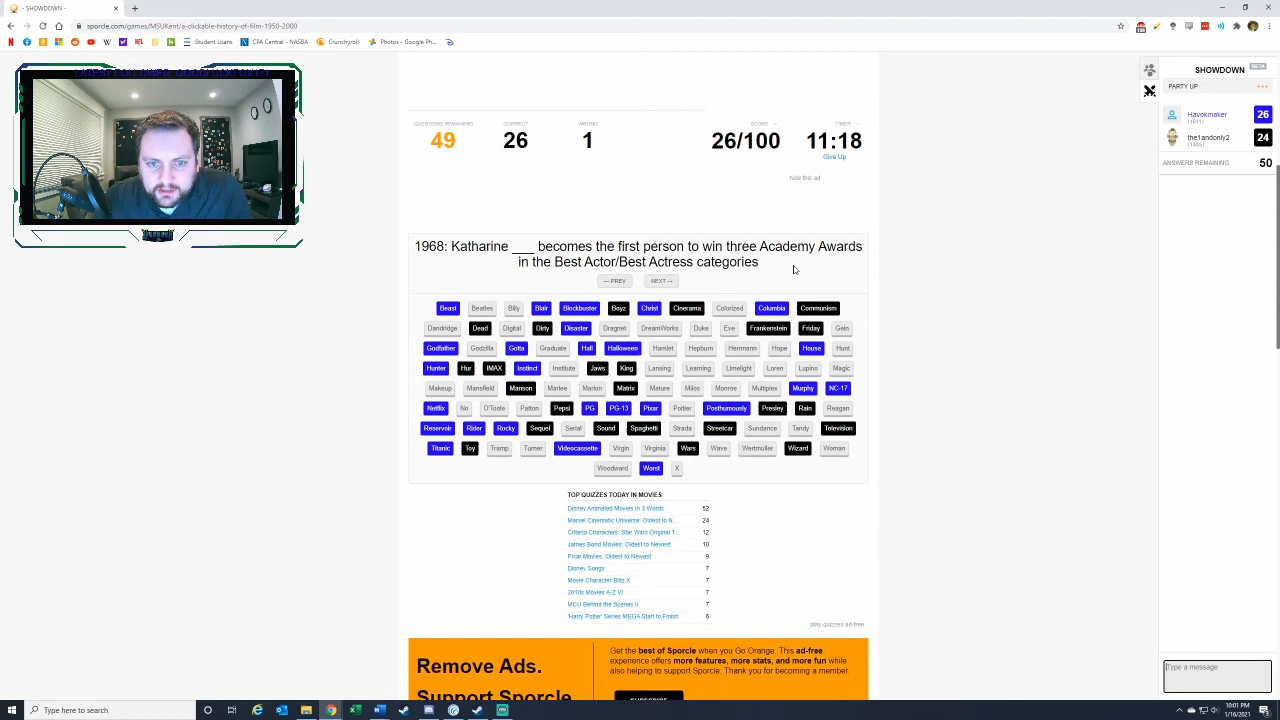 - SHOWDOWN -
sporcle.com/games/MSUKent/a-clickable-history-of-film-1950-2000
Student Loans
CPA Central - NASBA
Crunchyroll
Photos - Google Ph...
SHOWDOWN BETA
PARTY UP
Havokmaker 26
(1611)
the1andonly2 24
(1495)
ANSWERS REMAINING 50
QUESTIONS REMAINING CORRECT WRONG SCORE TIMER
49 26 1 26/100 11:18
Give Up
hide this ad
1968: Katharine ___ becomes the first person to win three Academy Awards
in the Best Actor/Best Actress categories
← PREV NEXT →
Beast Beatles Billy Blair Blockbuster Boyz Christ Cinerama Colorized Columbia Communism
Dandridge Dead Digital Dirty Disaster Dragnet DreamWorks Duke Eve Frankenstein Friday Gein
Godfather Godzilla Gotta Graduate Hall Halloween Hamlet Hepburn Herrmann Hope House Hunt
Hunter Hur IMAX Instinct Institute Jaws King Lansing Learning Limelight Loren Lupino Magic
Makeup Mansfield Manson Marlee Marlon Matrix Mature Milos Monroe Multiplex Murphy NC-17
Netflix No O'Toole Patton Pepsi PG PG-13 Pixar Poitier Posthumously Presley Rain Reagan
Reservoir Rider Rocky Sequel Serial Sound Spaghetti Strada Streetcar Sundance Tandy Television
Titanic Toy Tramp Turner Videocassette Virgin Virginia Wars Wave Wertmuller Wizard Woman
Woodward Worst X
TOP QUIZZES TODAY IN MOVIES
Disney Animated Movies in 3 Words 52
Marvel Cinematic Universe: Oldest to N... 24
Criteria Characters: Star Wars Original T... 12
James Bond Movies: Oldest to Newest 10
Pixar Movies: Oldest to Newest 9
Disney Songs 7
Movie Character Blitz X 7
2010s Movies A-Z VI 7
MCU Behind the Scenes II 7
'Harry Potter' Series MEGA Start to Finish 6
play quizzes ad-free
Remove Ads.
Support Sporcle
Get the best of Sporcle when you Go Orange. This ad-free
experience offers more features, more stats, and more fun while
also helping to support Sporcle. Thank you for becoming a member.
SUBSCRIBE
Type a message
Type here to search
10:01 PM
1/16/2021